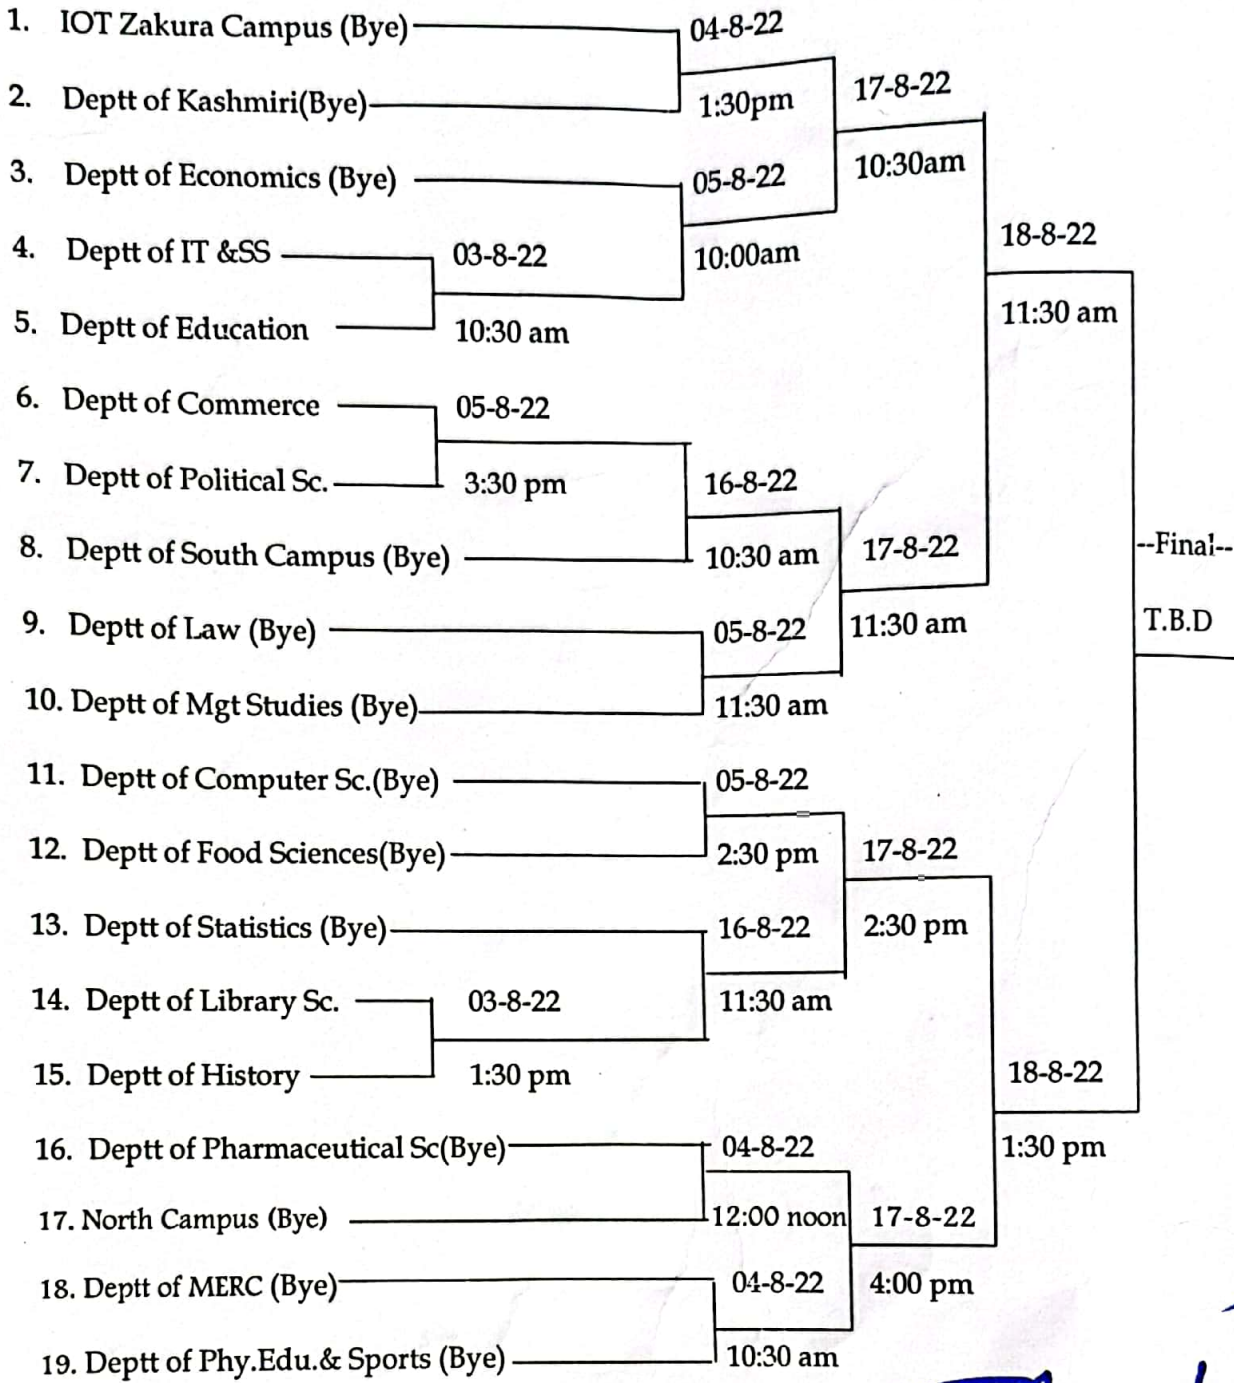 1. IOT Zakura Campus (Bye)
04-8-22
2. Deptt of Kashmiri(Bye)
1:30pm
17-8-22
3. Deptt of Economics (Bye)
05-8-22
10:30am
4. Deptt of IT &SS
03-8-22
10:00am
18-8-22
5. Deptt of Education
10:30 am
11:30 am
6. Deptt of Commerce
05-8-22
7. Deptt of Political Sc.
3:30 pm
16-8-22
8. Deptt of South Campus (Bye)
10:30 am
17-8-22
--Final--
9. Deptt of Law (Bye)
05-8-22
11:30 am
T.B.D
10. Deptt of Mgt Studies (Bye)
11:30 am
11. Deptt of Computer Sc.(Bye)
05-8-22
12. Deptt of Food Sciences(Bye)
2:30 pm
17-8-22
13. Deptt of Statistics (Bye)
16-8-22
2:30 pm
14. Deptt of Library Sc.
03-8-22
11:30 am
15. Deptt of History
1:30 pm
18-8-22
16. Deptt of Pharmaceutical Sc(Bye)
04-8-22
1:30 pm
17. North Campus (Bye)
12:00 noon
17-8-22
18. Deptt of MERC (Bye)
04-8-22
4:00 pm
19. Deptt of Phy.Edu.& Sports (Bye)
10:30 am